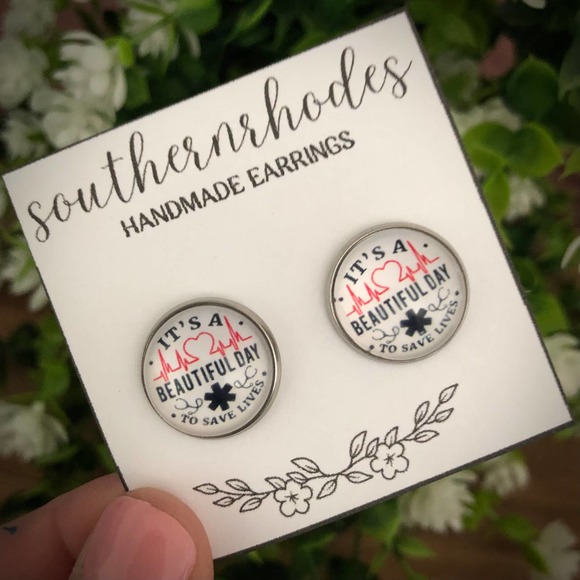 southernrhodes
HANDMADE EARRINGS
IT'S A
BEAUTIFUL DAY
TO SAVE LIVES
IT'S A
BEAUTIFUL DAY
TO SAVE LIVES